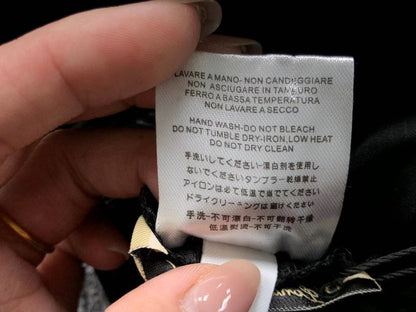 LAVARE A MANO-NON CANDEGGIARE
NON ASCIUGARE IN TAMBURO
FERRO A BASSA TEMPERATURA
NON LAVARE A SECCO
HAND WASH-DO NOT BLEACH
DO NOT TUMBLE DRY-IRON, LOW HEAT
DO NOT DRY CLEAN
手洗いしてください-漂白剤を使用し
ないでください タンブラー乾燥禁止
アイロンは必て低温で当ててください
ドライクリーニングは避けてください
手洗-不可漂白-不可翻转干燥
低温熨烫-不可干洗